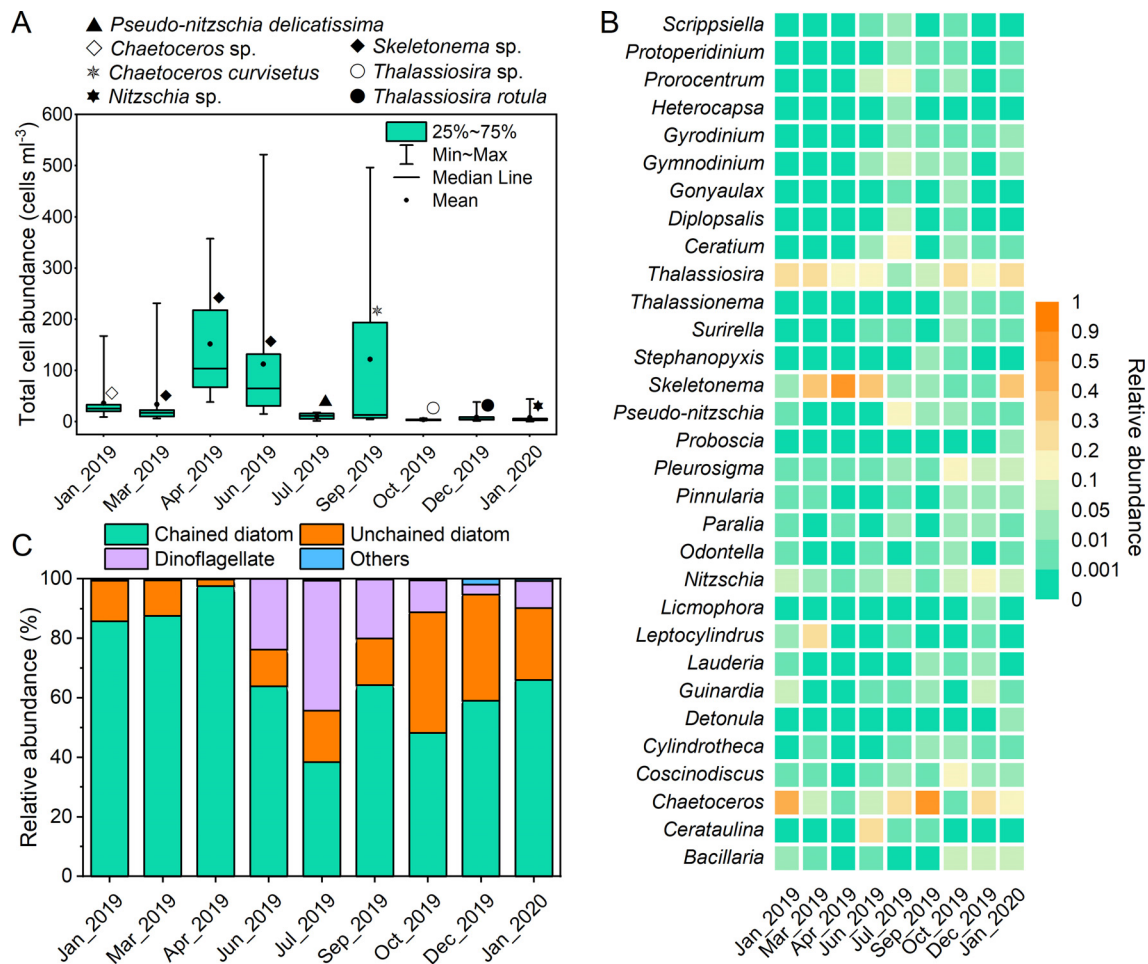 A
▲ Pseudo-nitzschia delicatissima
◇ Chaetoceros sp.
◆ Skeletonema sp.
Chaetoceros curvisetus
○ Thalassiosira sp.
Nitzschia sp.
● Thalassiosira rotula
Total cell abundance (cells ml⁻³)
600
500
400
300
200
100
0
25%~75%
Min~Max
Median Line
Mean
Jan_2019
Mar_2019
Apr_2019
Jun_2019
Jul_2019
Sep_2019
Oct_2019
Dec_2019
Jan_2020
B
Scrippsiella
Protoperidinium
Prorocentrum
Heterocapsa
Gyrodinium
Gymnodinium
Gonyaulax
Diplopsalis
Ceratium
Thalassiosira
Thalassionema
Surirella
Stephanopyxis
Skeletonema
Pseudo-nitzschia
Proboscia
Pleurosigma
Pinnularia
Paralia
Odontella
Nitzschia
Licmophora
Leptocylindrus
Lauderia
Guinardia
Detonula
Cylindrotheca
Coscinodiscus
Chaetoceros
Cerataulina
Bacillaria
Jan_2019
Mar_2019
Apr_2019
Jun_2019
Jul_2019
Sep_2019
Oct_2019
Dec_2019
Jan_2020
1
0.9
0.5
0.4
0.3
0.2
0.1
0.05
0.01
0.001
0
Relative abundance
C
Chained diatom
Unchained diatom
Dinoflagellate
Others
Relative abundance (%)
100
80
60
40
20
0
Jan_2019
Mar_2019
Apr_2019
Jun_2019
Jul_2019
Sep_2019
Oct_2019
Dec_2019
Jan_2020